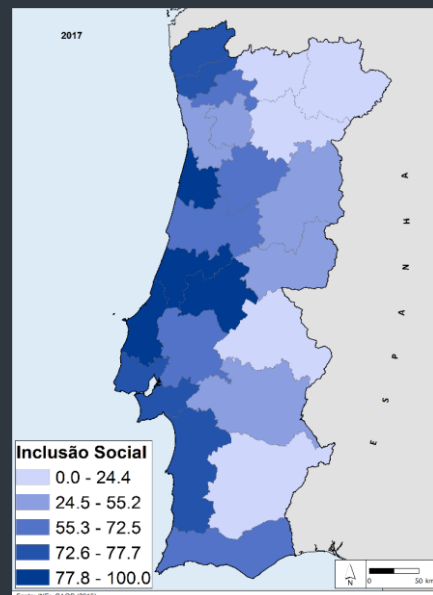 2017
ESPANHA
Inclusão Social
0.0 - 24.4
24.5 - 55.2
55.3 - 72.5
72.6 - 77.7
77.8 - 100.0
N
0 50 km